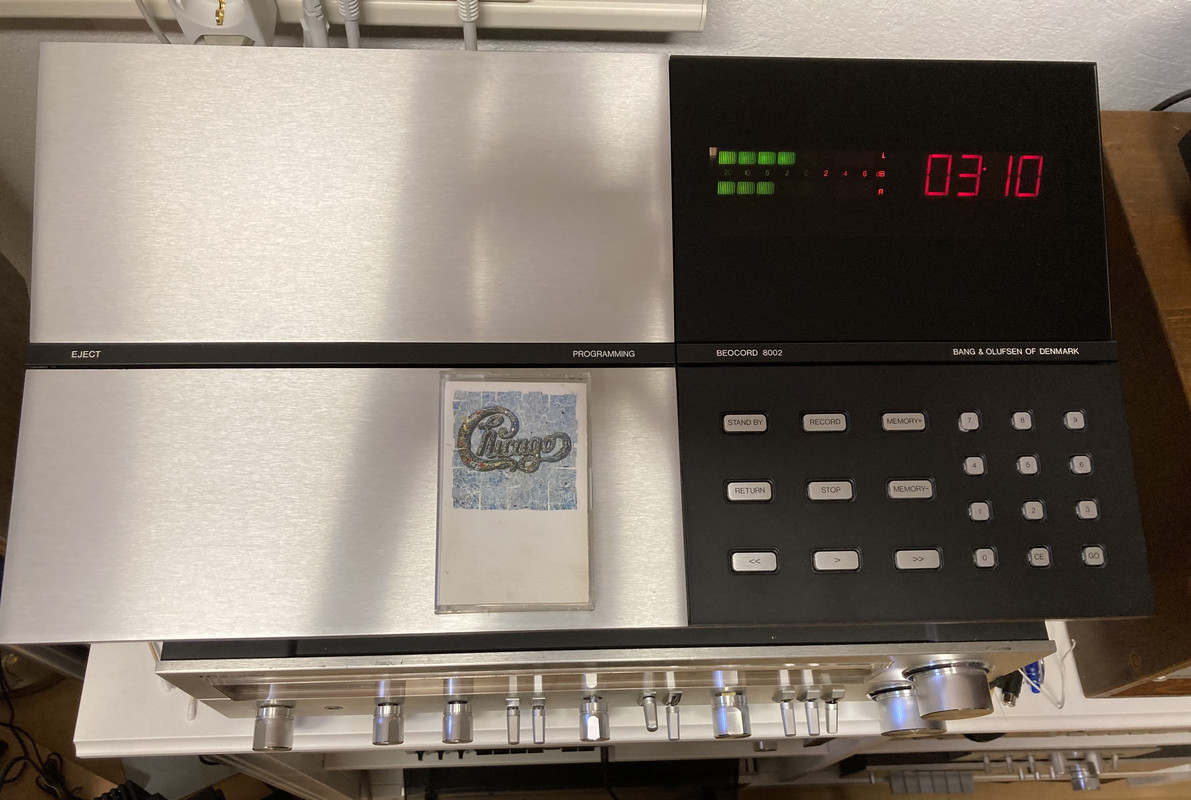 L
20 10 5 2 0 2 4 6 dB
R
03:10
EJECT
PROGRAMMING
BEOCORD 8002
BANG & OLUFSEN OF DENMARK
Chicago
STAND BY
RECORD
MEMORY+
7
8
9
4
5
6
RETURN
STOP
MEMORY-
1
2
3
<<
>
>>
0
CE
GO